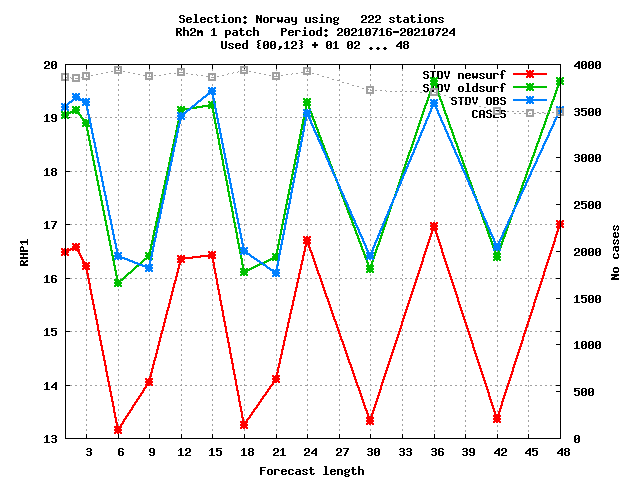 Selection: Norway using   222 stations
Rh2m 1 patch   Period: 20210716-20210724
Used {00,12} + 01 02 ... 48
STDV newsurf
STDV oldsurf
STDV OBS
CASES
20
19
18
17
16
15
14
13
RHP1
4000
3500
3000
2500
2000
1500
1000
500
0
No cases
3 6 9 12 15 18 21 24 27 30 33 36 39 42 45 48
Forecast length